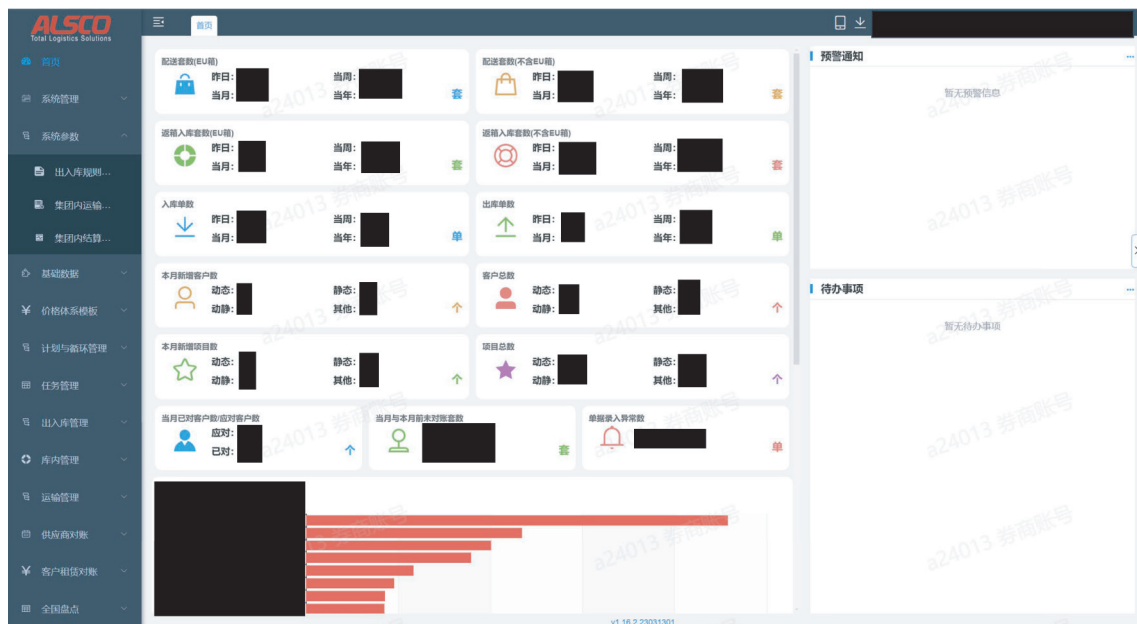 ALSCO
Total Logistics Solutions
首页
首页
系统管理
系统参数
出入库规则...
集团内运输...
集团内结算...
基础数据
价格体系模板
计划与循环管理
任务管理
出入库管理
库内管理
运输管理
供应商对账
客户租赁对账
全国盘点
配送套数(EU箱)
昨日: 当周:
当月: 当年: 套
配送套数(不含EU箱)
昨日: 当周:
当月: 当年: 套
返箱入库套数(EU箱)
昨日: 当周:
当月: 当年: 套
返箱入库套数(不含EU箱)
昨日: 当周:
当月: 当年: 套
入库单数
昨日: 当周:
当月: 当年: 单
出库单数
昨日: 当周:
当月: 当年: 单
本月新增客户数
动态: 静态:
动静: 其他: 个
客户总数
动态: 静态:
动静: 其他: 个
本月新增项目数
动态: 静态:
动静: 其他: 个
项目总数
动态: 静态:
动静: 其他: 个
当月已对客户数/应对客户数
应对:
已对: 个
当月与本月前未对账套数
套
单据录入异常数
单
预警通知
暂无预警信息
待办事项
暂无待办事项
a24013 券商账号
v1.16.2.23031301